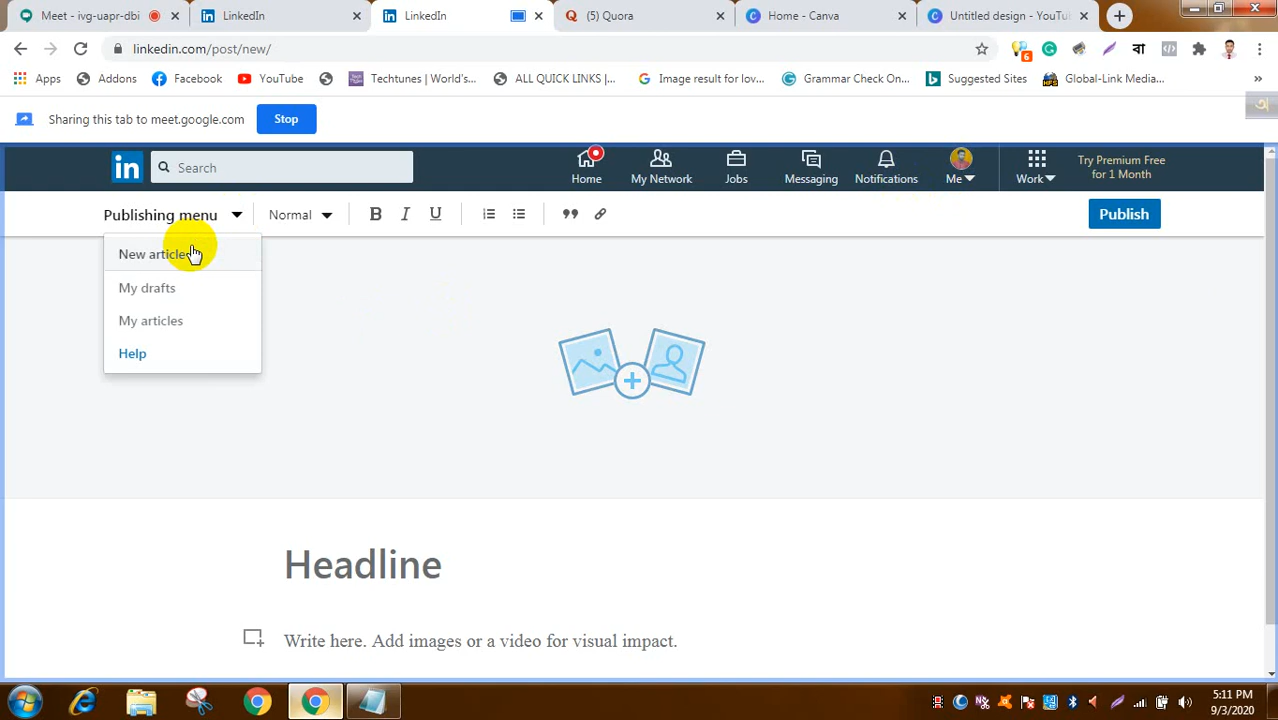 Meet - ivg-uapr-dbi
LinkedIn
LinkedIn
(5) Quora
Home - Canva
Untitled design - YouTu
linkedin.com/post/new/
6
বা
Apps
Addons
Facebook
YouTube
Techtunes | World's...
ALL QUICK LINKS |...
Image result for lov...
Grammar Check On...
Suggested Sites
Global-Link Media...
»
Sharing this tab to meet.google.com
Stop
অ
in
Search
Home
My Network
Jobs
Messaging
Notifications
Me
Work
Try Premium Free
for 1 Month
Publishing menu
Normal
B
I
U
Publish
New article
My drafts
My articles
Help
Headline
Write here. Add images or a video for visual impact.
5:11 PM
9/3/2020